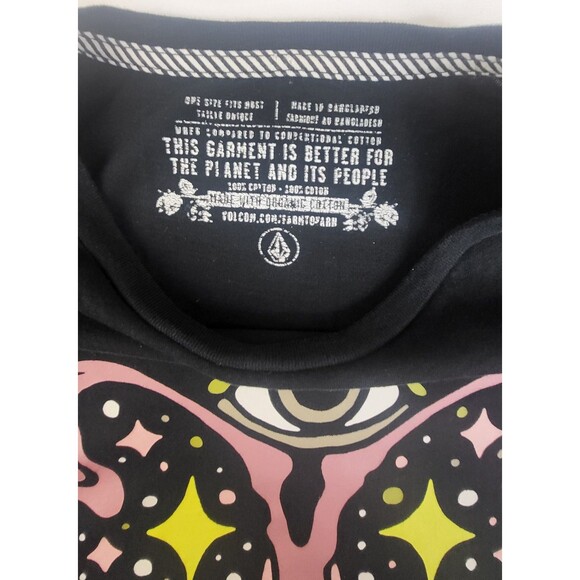 ONE SIZE FITS MOST | MADE IN BANGLADESH
TAILLE UNIQUE | FABRIQUÉ AU BANGLADESH
WHEN COMPARED TO CONVENTIONAL COTTON
THIS GARMENT IS BETTER FOR
THE PLANET AND ITS PEOPLE
100% COTTON - 100% COTON
MADE WITH ORGANIC COTTON
VOLCOM.COM/FARMTOYARN